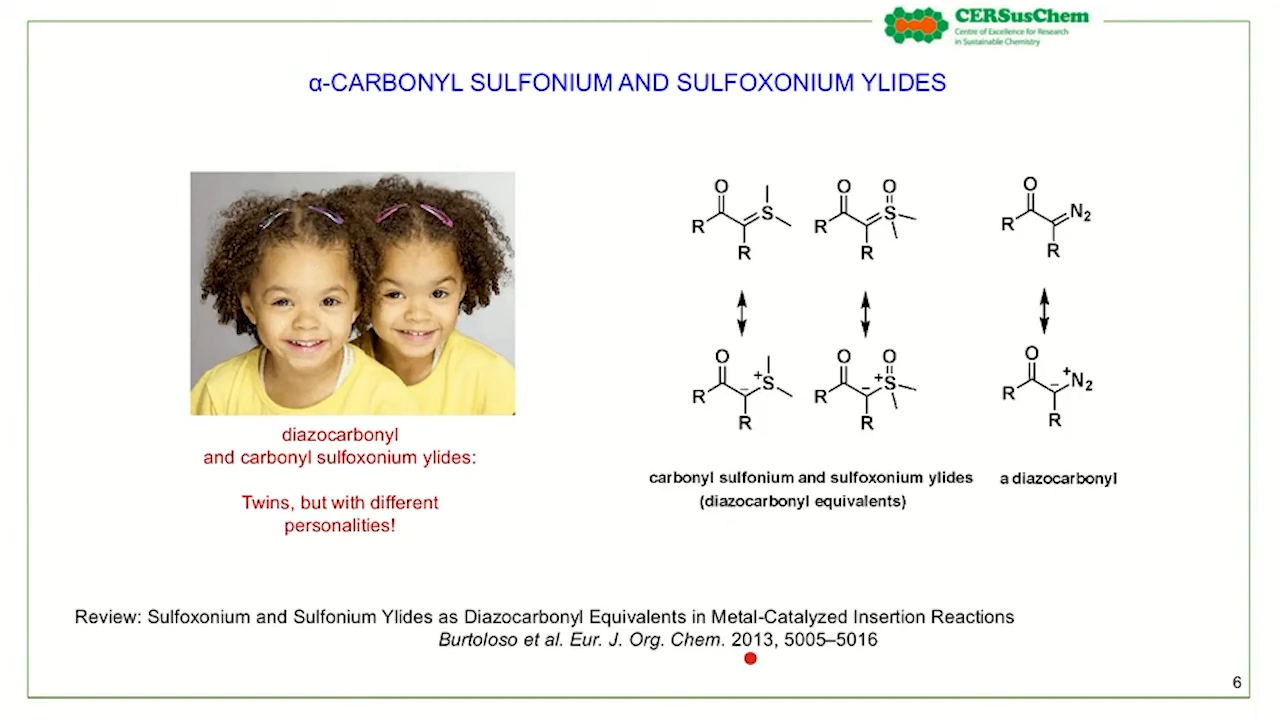 CERSusChem
Centre of Excellence for Research
in Sustainable Chemistry
α-CARBONYL SULFONIUM AND SULFOXONIUM YLIDES
diazocarbonyl
and carbonyl sulfoxonium ylides:
Twins, but with different
personalities!
O
R
S
R
O
O
R
S
R
O
R
N2
R
O
R
− + S
R
O
O
R
− + S
R
O
R
− + N2
R
carbonyl sulfonium and sulfoxonium ylides
(diazocarbonyl equivalents)
a diazocarbonyl
Review: Sulfoxonium and Sulfonium Ylides as Diazocarbonyl Equivalents in Metal-Catalyzed Insertion Reactions
Burtoloso et al. Eur. J. Org. Chem. 2013, 5005–5016
6